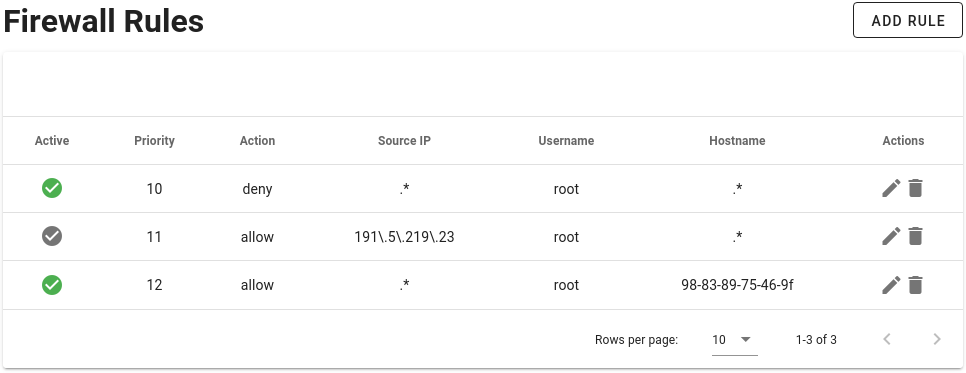 Firewall Rules ADD RULE
Active Priority Action Source IP Username Hostname Actions
10 deny .* root .*
11 allow 191\.5\.219\.23 root .*
12 allow .* root 98-83-89-75-46-9f
Rows per page: 10 1-3 of 3